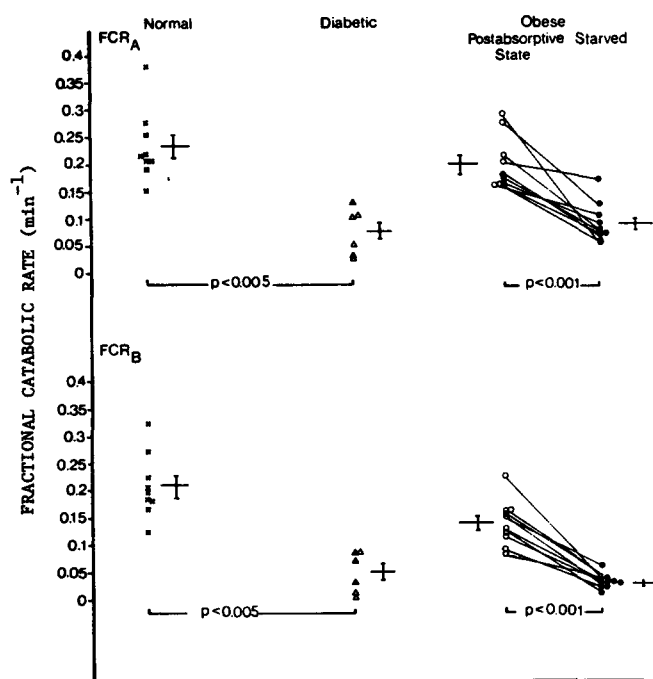 Normal Diabetic Obese
Postabsorptive Starved
State
FCR_A
0.4
0.35
0.3
0.25
0.2
0.15
0.1
0.05
0
p<0.005 p<0.001
FCR_B
0.4
0.35
0.3
0.25
0.2
0.15
0.1
0.05
0
p<0.005 p<0.001
FRACTIONAL CATABOLIC RATE (min⁻¹)